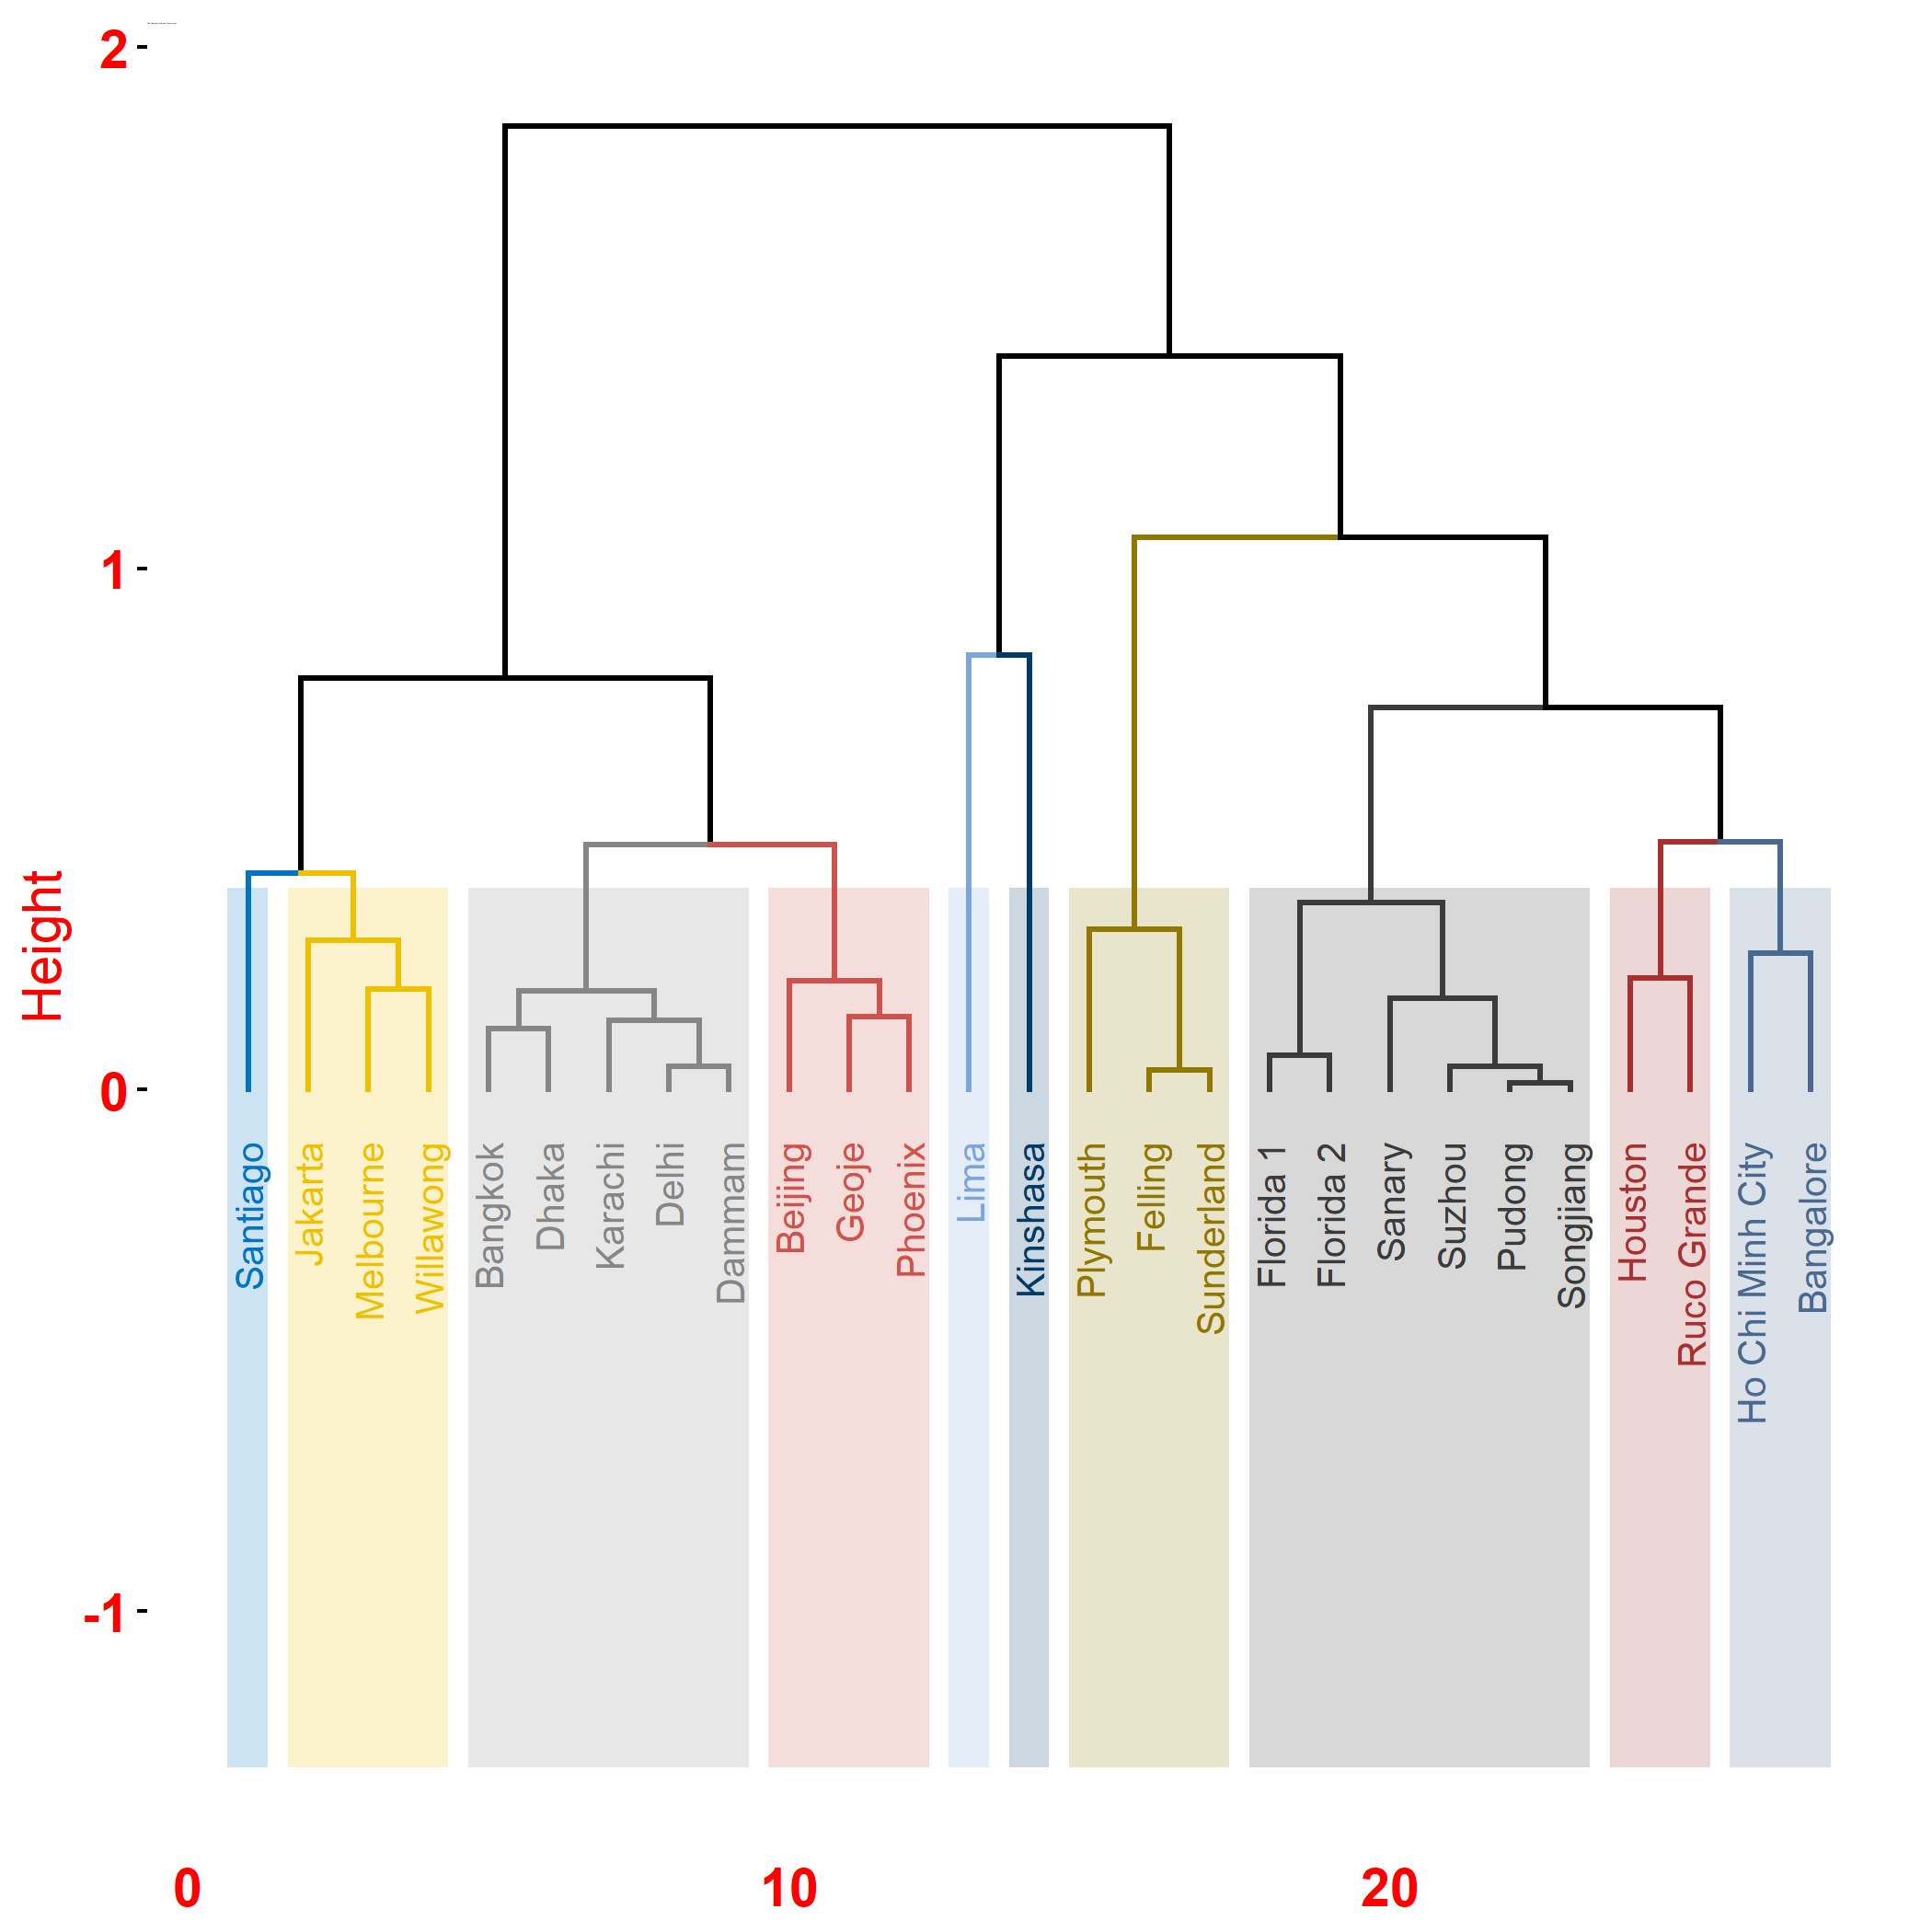 2
1
0
-1
Height
Santiago
Jakarta
Melbourne
Willawong
Bangkok
Dhaka
Karachi
Delhi
Dammam
Beijing
Geoje
Phoenix
Lima
Kinshasa
Plymouth
Felling
Sunderland
Florida 1
Florida 2
Sanary
Suzhou
Pudong
Songjiang
Houston
Ruco Grande
Ho Chi Minh City
Bangalore
0
10
20